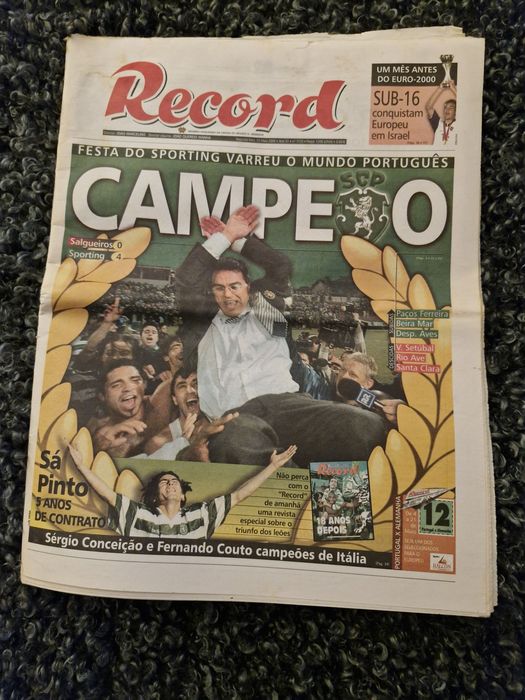 Record
UM MÊS ANTES
DO EURO-2000
SUB-16
conquistam
Europeu
em Israel
FESTA DO SPORTING VARREU O MUNDO PORTUGUÊS
CAMPEÃO
SCP
Salgueiros 0
Sporting 4
Paços Ferreira
Beira Mar
Desp. Aves
V. Setúbal
Rio Ave
Santa Clara
Sá
Pinto
5 ANOS
DE CONTRATO
Não perca
com o
"Record"
de amanhã
uma revista
especial sobre o
triunfo dos leões
Record
18 ANOS
DEPOIS
PORTUGAL X ALEMANHA
12
Sérgio Conceição e Fernando Couto campeões de Itália